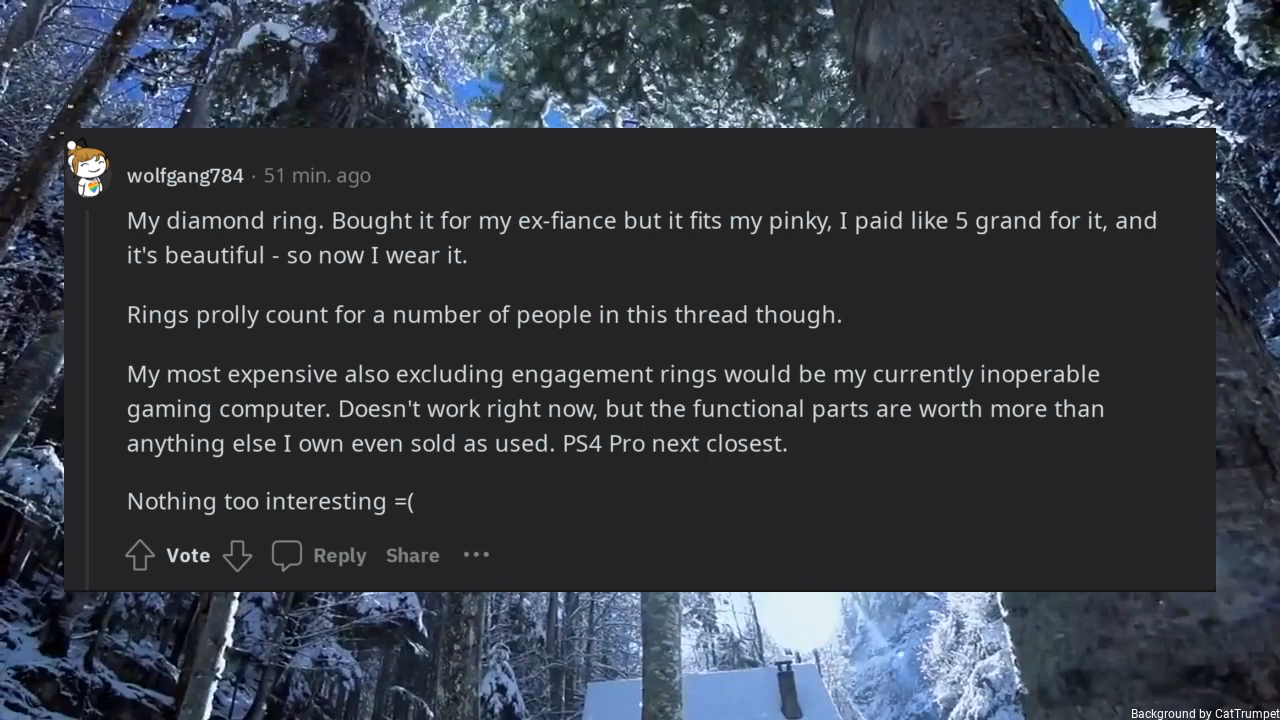 wolfgang784 · 51 min. ago
My diamond ring. Bought it for my ex-fiance but it fits my pinky, I paid like 5 grand for it, and
it's beautiful - so now I wear it.
Rings prolly count for a number of people in this thread though.
My most expensive also excluding engagement rings would be my currently inoperable
gaming computer. Doesn't work right now, but the functional parts are worth more than
anything else I own even sold as used. PS4 Pro next closest.
Nothing too interesting =(
Vote Reply Share ···
Background by CatTrumpet